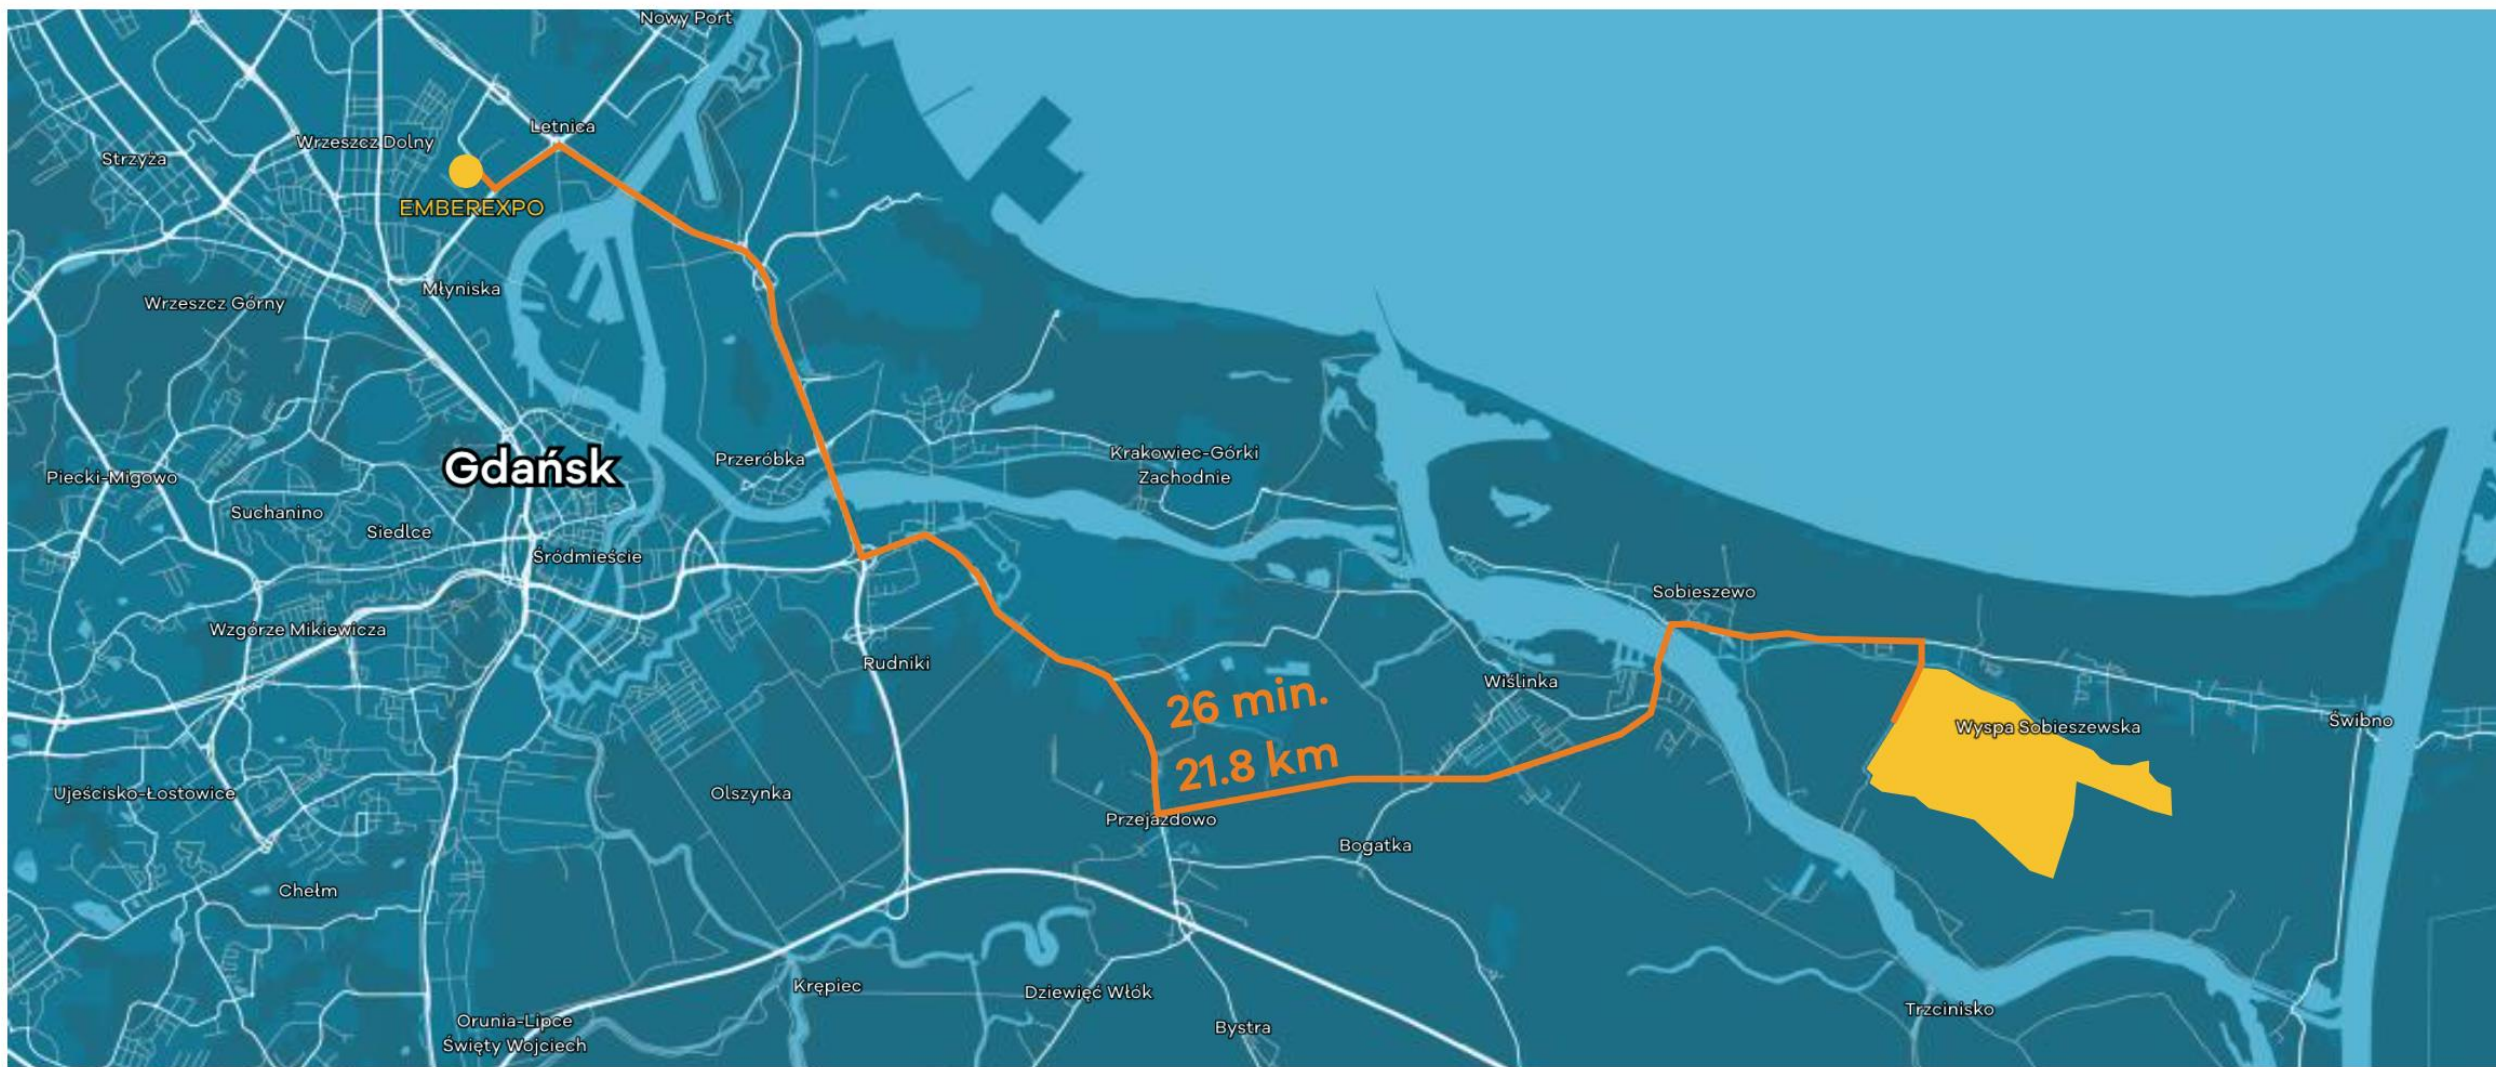 Nowy Port
Letnica
Wrzeszcz Dolny
Strzyża
EMBEREXPO
Młyniska
Wrzeszcz Górny
Gdańsk
Przeróbka
Krakowiec-Górki
Zachodnie
Piecki-Migowo
Suchanino
Siedlce
Śródmieście
Sobieszewo
Wzgórze Mikiewicza
Rudniki
Wiślinka
26 min.
21.8 km
Wyspa Sobieszewska
Świbno
Ujeścisko-Łostowice
Olszynka
Przejazdowo
Bogatka
Chełm
Krępiec
Dziewięć Włók
Trzcinisko
Orunia-Lipce
Święty Wojciech
Bystra